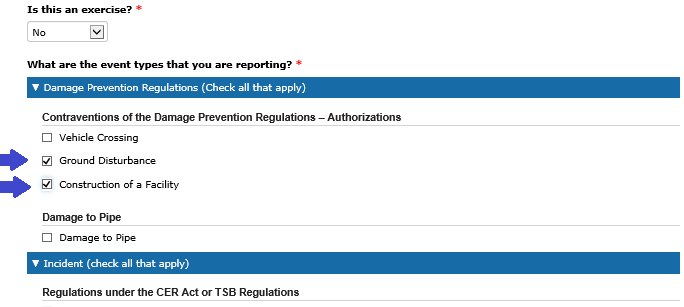 Is this an exercise? *
No
What are the event types that you are reporting? *
▼ Damage Prevention Regulations (Check all that apply)
Contraventions of the Damage Prevention Regulations – Authorizations
Vehicle Crossing
Ground Disturbance
Construction of a Facility
Damage to Pipe
Damage to Pipe
▼ Incident (check all that apply)
Regulations under the CER Act or TSB Regulations